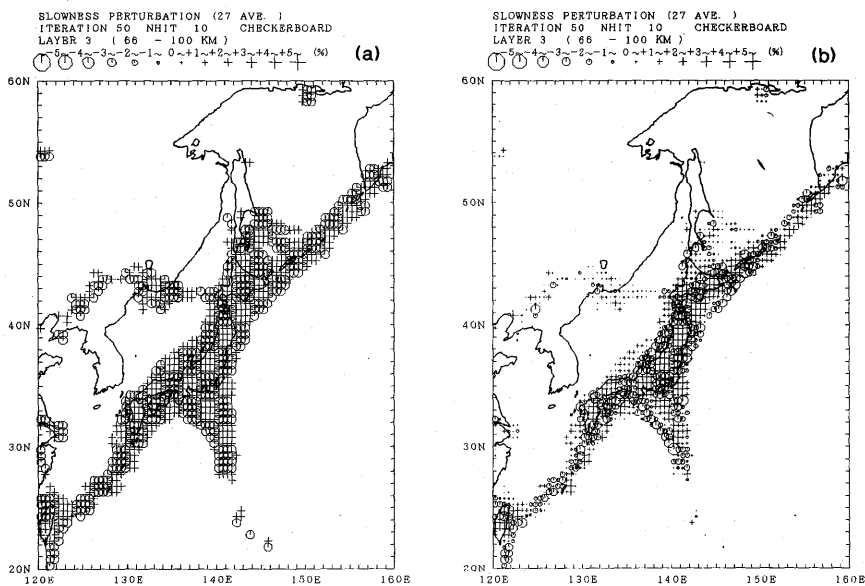 SLOWNESS PERTURBATION (27 AVE.)
ITERATION 50 NHIT 10 CHECKERBOARD
LAYER 3 ( 66 - 100 KM)
-5~-4~-3~-2~-1~ 0~+1~+2~+3~+4~+5~ (%)
(a)
60N
50N
40N
30N
20N
120E 130E 140E 150E 160E
SLOWNESS PERTURBATION (27 AVE.)
ITERATION 50 NHIT 10 CHECKERBOARD
LAYER 3 ( 66 - 100 KM)
-5~-4~-3~-2~-1~ 0~+1~+2~+3~+4~+5~ (%)
(b)
60N
50N
40N
30N
20N
120E 130E 140E 150E 160E